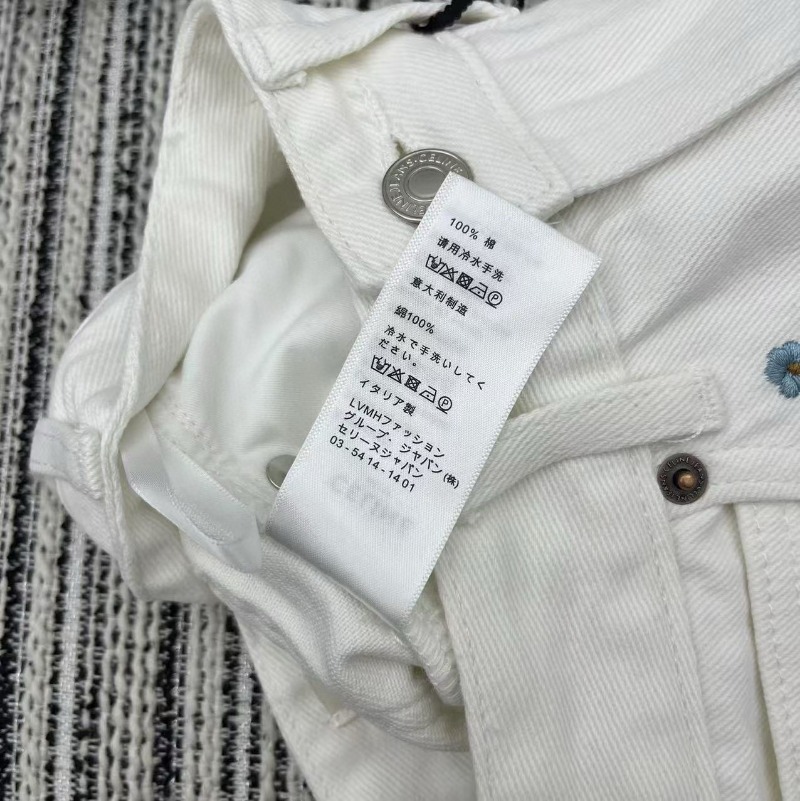 100% 棉
请用冷水手洗
意大利制造
綿100%
冷水で手洗いしてく
ださい。
イタリア製
LVMHファッション
グループ・ジャパン(株)
セリーヌジャパン
03-5414-1401
CELINE